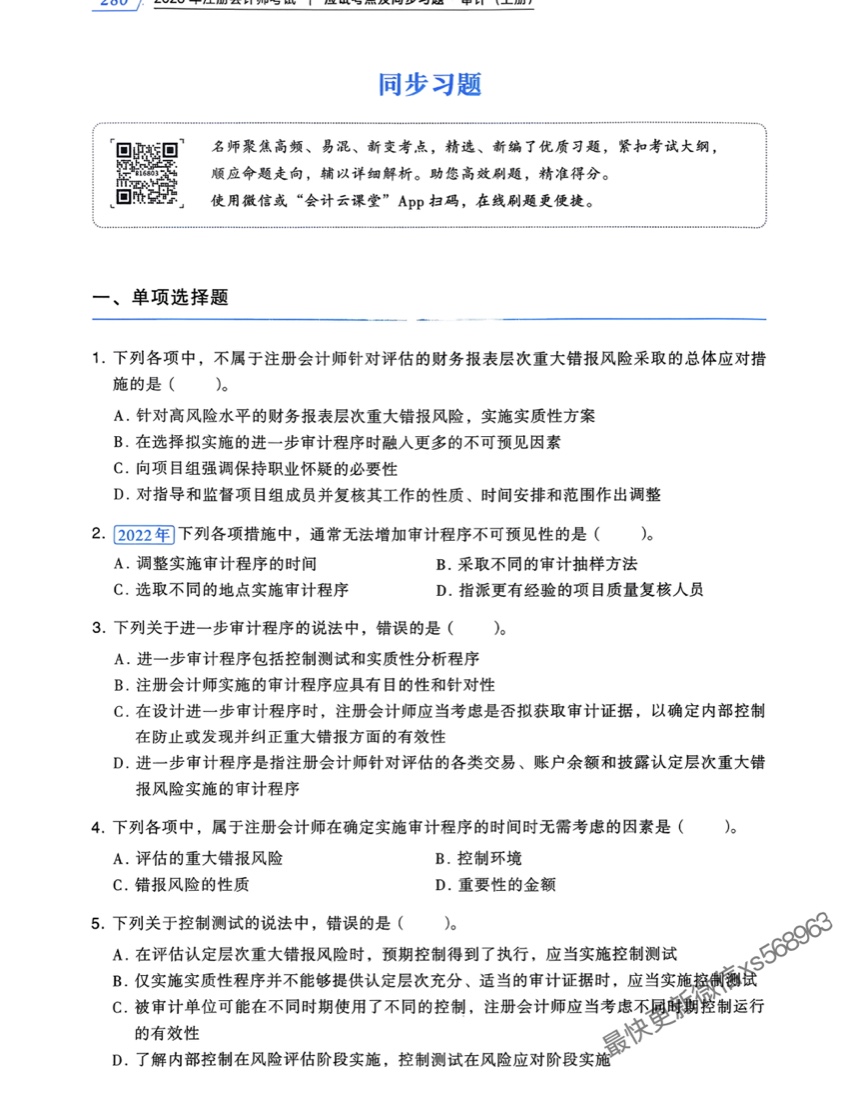 280
2023 年注册会计师考试 | 应试考点及同步习题·审计（上册）
同步习题
816803
名师聚焦高频、易混、新变考点，精选、新编了优质习题，紧扣考试大纲，
顺应命题走向，辅以详细解析。助您高效刷题，精准得分。
使用微信或“会计云课堂”App 扫码，在线刷题更便捷。
一、单项选择题
1. 下列各项中，不属于注册会计师针对评估的财务报表层次重大错报风险采取的总体应对措
施的是（　　）。
A. 针对高风险水平的财务报表层次重大错报风险，实施实质性方案
B. 在选择拟实施的进一步审计程序时融入更多的不可预见因素
C. 向项目组强调保持职业怀疑的必要性
D. 对指导和监督项目组成员并复核其工作的性质、时间安排和范围作出调整
2. 2022年 下列各项措施中，通常无法增加审计程序不可预见性的是（　　）。
A. 调整实施审计程序的时间　　B. 采取不同的审计抽样方法
C. 选取不同的地点实施审计程序　　D. 指派更有经验的项目质量复核人员
3. 下列关于进一步审计程序的说法中，错误的是（　　）。
A. 进一步审计程序包括控制测试和实质性分析程序
B. 注册会计师实施的审计程序应具有目的性和针对性
C. 在设计进一步审计程序时，注册会计师应当考虑是否拟获取审计证据，以确定内部控制
在防止或发现并纠正重大错报方面的有效性
D. 进一步审计程序是指注册会计师针对评估的各类交易、账户余额和披露认定层次重大错
报风险实施的审计程序
4. 下列各项中，属于注册会计师在确定实施审计程序的时间时无需考虑的因素是（　　）。
A. 评估的重大错报风险　　B. 控制环境
C. 错报风险的性质　　D. 重要性的金额
5. 下列关于控制测试的说法中，错误的是（　　）。
A. 在评估认定层次重大错报风险时，预期控制得到了执行，应当实施控制测试
B. 仅实施实质性程序并不能够提供认定层次充分、适当的审计证据时，应当实施控制测试
C. 被审计单位可能在不同时期使用了不同的控制，注册会计师应当考虑不同时期控制运行
的有效性
D. 了解内部控制在风险评估阶段实施，控制测试在风险应对阶段实施
最快更新微信xs568963